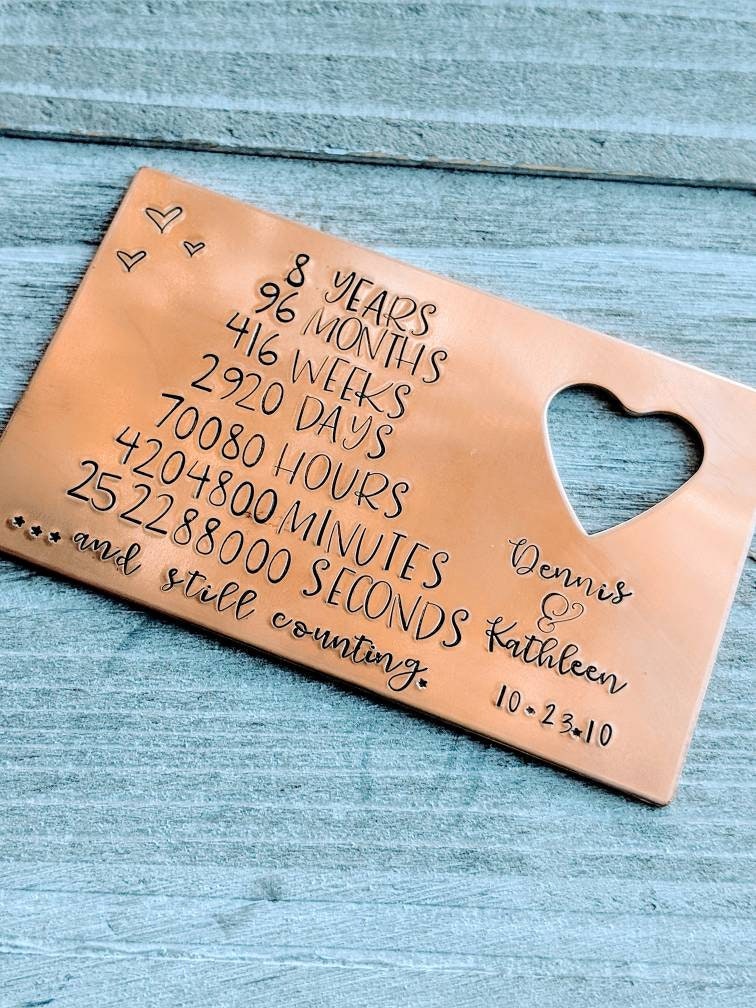 8 YEARS
96 MONTHS
416 WEEKS
2920 DAYS
70080 HOURS
4204800 MINUTES
252288000 SECONDS
... and still counting.
Dennis
&
Kathleen
10.23.10